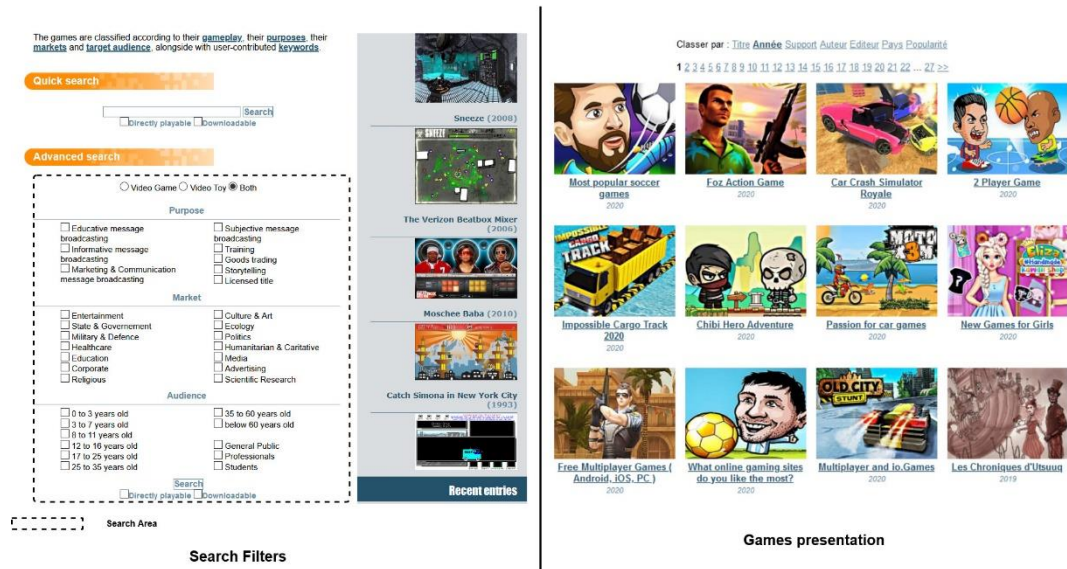 The games are classified according to their gameplay, their purposes, their
markets and target audience, alongside with user-contributed keywords.
Quick search
Search
Directly playable Downloadable
Advanced search
Video Game Video Toy Both
Purpose
Educative message
broadcasting
Informative message
broadcasting
Marketing & Communication
message broadcasting
Subjective message
broadcasting
Training
Goods trading
Storytelling
Licensed title
Market
Entertainment
State & Governement
Military & Defence
Healthcare
Education
Corporate
Religious
Culture & Art
Ecology
Politics
Humanitarian & Caritative
Media
Advertising
Scientific Research
Audience
0 to 3 years old
3 to 7 years old
8 to 11 years old
12 to 16 years old
17 to 25 years old
25 to 35 years old
35 to 60 years old
below 60 years old
General Public
Professionals
Students
Search
Directly playable Downloadable
Search Area
Search Filters
Sneeze (2008)
SNEEZE
The Verizon Beatbox Mixer
(2006)
Moschee Baba (2010)
Catch Simona in New York City
(1993)
Recent entries
Classer par : Titre Année Support Auteur Editeur Pays Popularité
1 2 3 4 5 6 7 8 9 10 11 12 13 14 15 16 17 18 19 20 21 22 ... 27 >>
Most popular soccer
games
2020
Foz Action Game
2020
Car Crash Simulator
Royale
2020
2 Player Game
2020
IMPOSSIBLE
CARGO
TRACK
Impossible Cargo Track
2020
2020
Chibi Hero Adventure
2020
MOTO
3M
Passion for car games
2020
Eliza
Handmade
New Games for Girls
2020
Free Multiplayer Games (
Android, iOS, PC )
2020
What online gaming sites
do you like the most?
2020
OLD CITY
STUNT
Multiplayer and io.Games
2020
Les Chroniques d'Utsuuq
2019
Games presentation